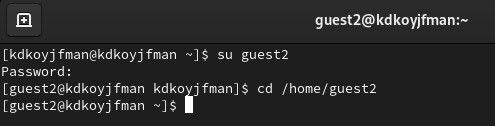 guest2@kdkoyjfman:~
[kdkoyjfman@kdkoyjfman ~]$ su guest2
Password:
[guest2@kdkoyjfman kdkoyjfman]$ cd /home/guest2
[guest2@kdkoyjfman ~]$